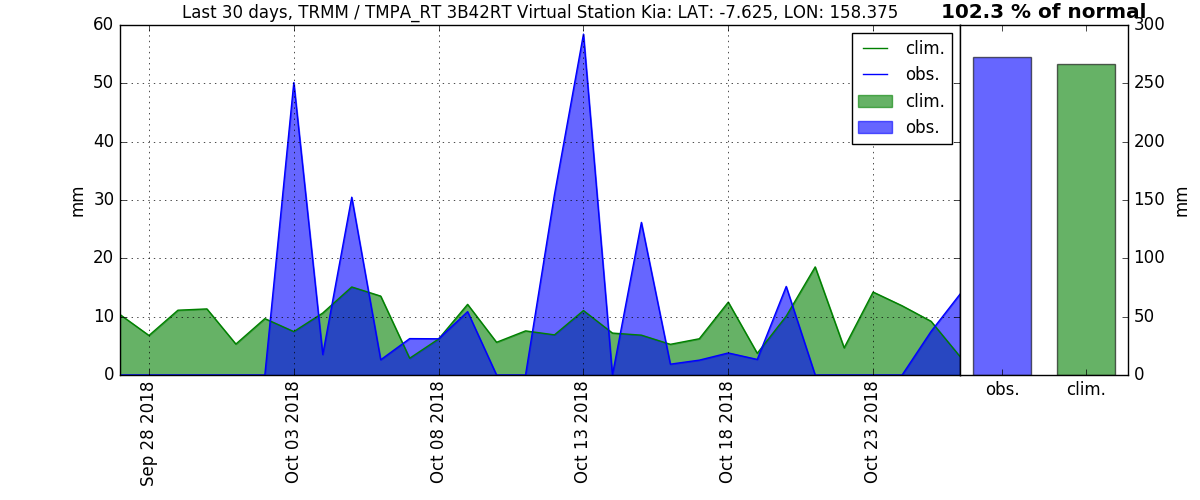 Last 30 days, TRMM / TMPA_RT 3B42RT Virtual Station Kia: LAT: -7.625, LON: 158.375
102.3 % of normal
60
50
40
30
20
10
0
mm
clim.
obs.
clim.
obs.
300
250
200
150
100
50
0
mm
Sep 28 2018
Oct 03 2018
Oct 08 2018
Oct 13 2018
Oct 18 2018
Oct 23 2018
obs.
clim.